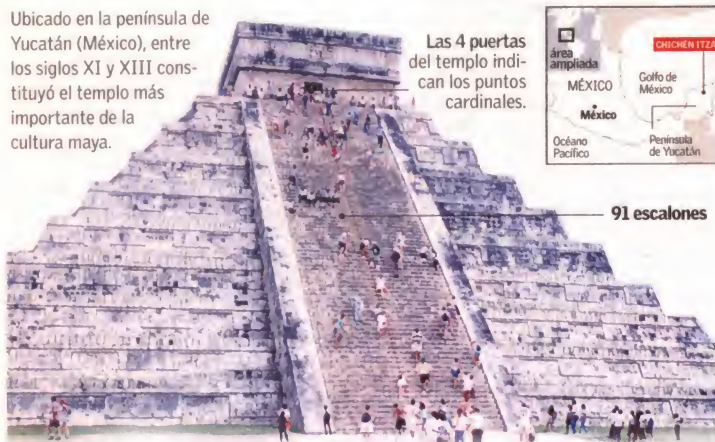 Ubicado en la península de
Yucatán (México), entre
los siglos XI y XIII cons-
tituyó el templo más
importante de la
cultura maya.
Las 4 puertas
del templo indi-
can los puntos
cardinales.
área
ampliada
CHICHÉN ITZÁ
MÉXICO
Golfo de
México
México
Océano
Pacífico
Península
de Yucatán
91 escalones